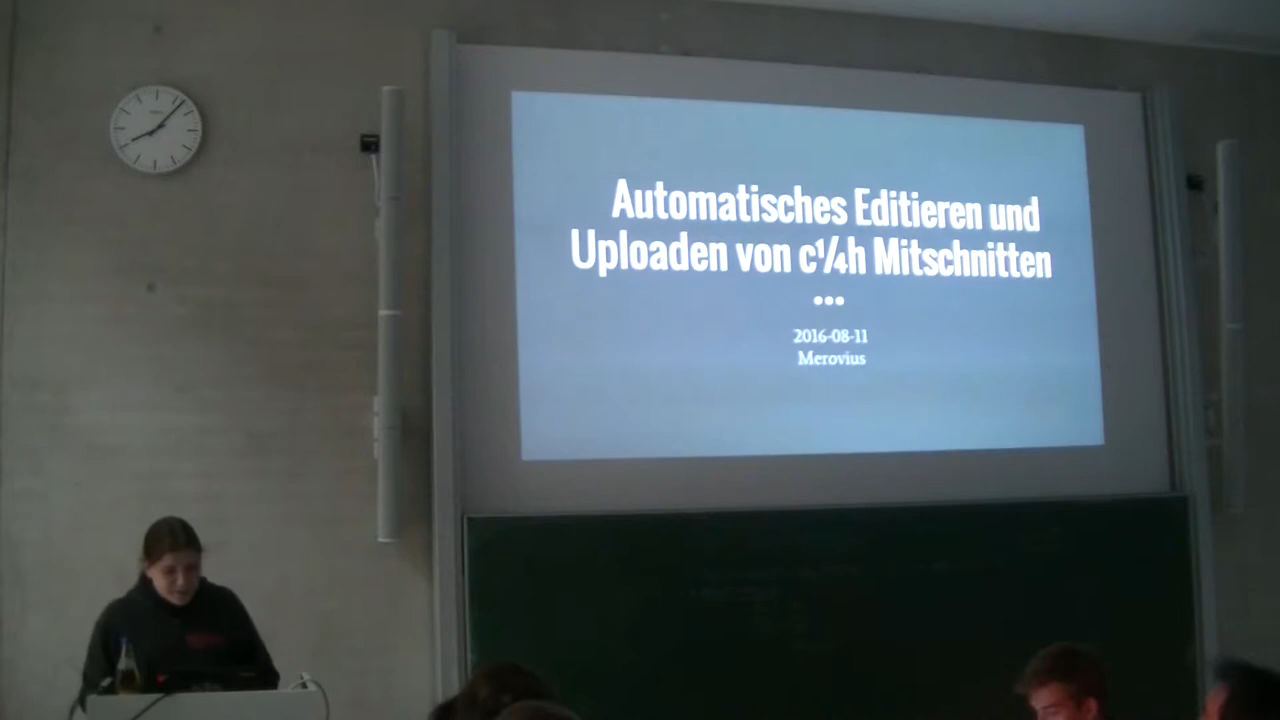 Automatisches Editieren und
Uploaden von c¼h Mitschnitten
2016-08-11
Merovius